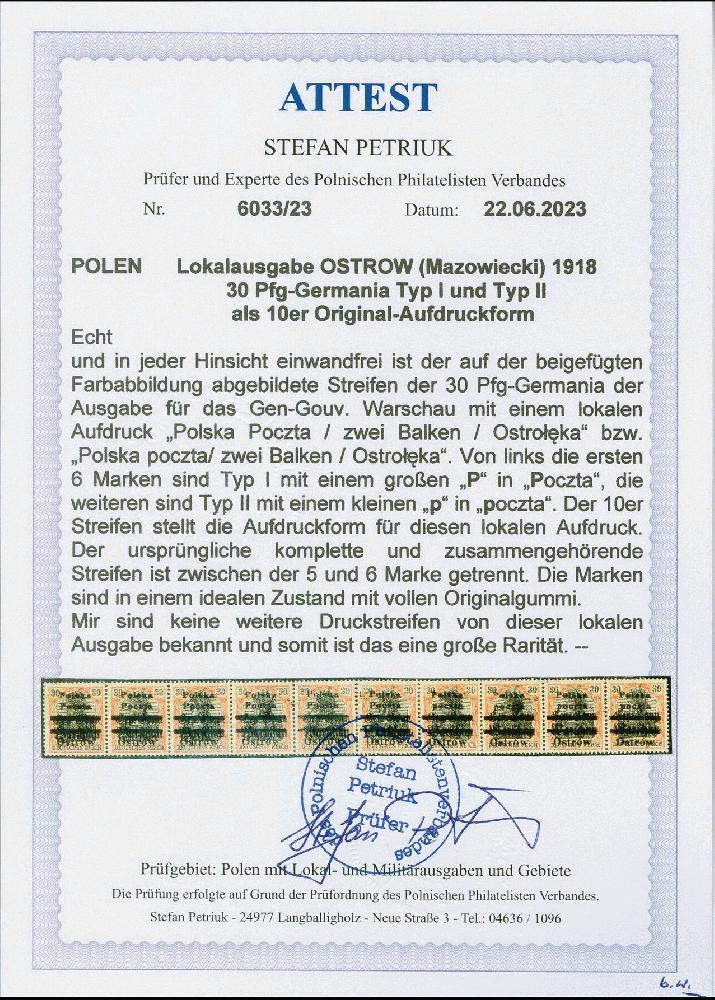 ATTEST
STEFAN PETRIUK
Prüfer und Experte des Polnischen Philatelisten Verbandes
Nr. 6033/23 Datum: 22.06.2023
POLEN Lokalausgabe OSTROW (Mazowiecki) 1918
30 Pfg-Germania Typ I und Typ II
als 10er Original-Aufdruckform
Echt
und in jeder Hinsicht einwandfrei ist der auf der beigefügten
Farbabbildung abgebildete Streifen der 30 Pfg-Germania der
Ausgabe für das Gen-Gouv. Warschau mit einem lokalen
Aufdruck „Polska Poczta / zwei Balken / Ostrołęka“ bzw.
„Polska poczta/ zwei Balken / Ostrołęka“. Von links die ersten
6 Marken sind Typ I mit einem großen „P“ in „Poczta“, die
weiteren sind Typ II mit einem kleinen „p“ in „poczta“. Der 10er
Streifen stellt die Aufdruckform für diesen lokalen Aufdruck.
Der ursprüngliche komplette und zusammengehörende
Streifen ist zwischen der 5 und 6 Marke getrennt. Die Marken
sind in einem idealen Zustand mit vollen Originalgummi.
Mir sind keine weitere Druckstreifen von dieser lokalen
Ausgabe bekannt und somit ist das eine große Rarität. --
Polnischen Philatelistenverbandes
Stefan
Petriuk
Prüfer
Prüfgebiet: Polen mit Lokal- und Militärausgaben und Gebiete
Die Prüfung erfolgte auf Grund der Prüfordnung des Polnischen Philatelisten Verbandes.
Stefan Petriuk - 24977 Langballigholz - Neue Straße 3 - Tel.: 04636 / 1096
b.w.